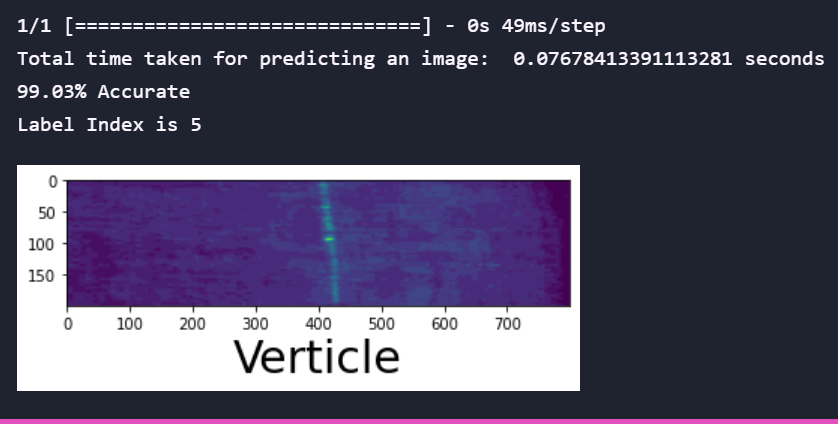 1/1 [==============================] - 0s 49ms/step
Total time taken for predicting an image:  0.07678413391113281 seconds
99.03% Accurate
Label Index is 5
0
50
100
150
0 100 200 300 400 500 600 700
Verticle